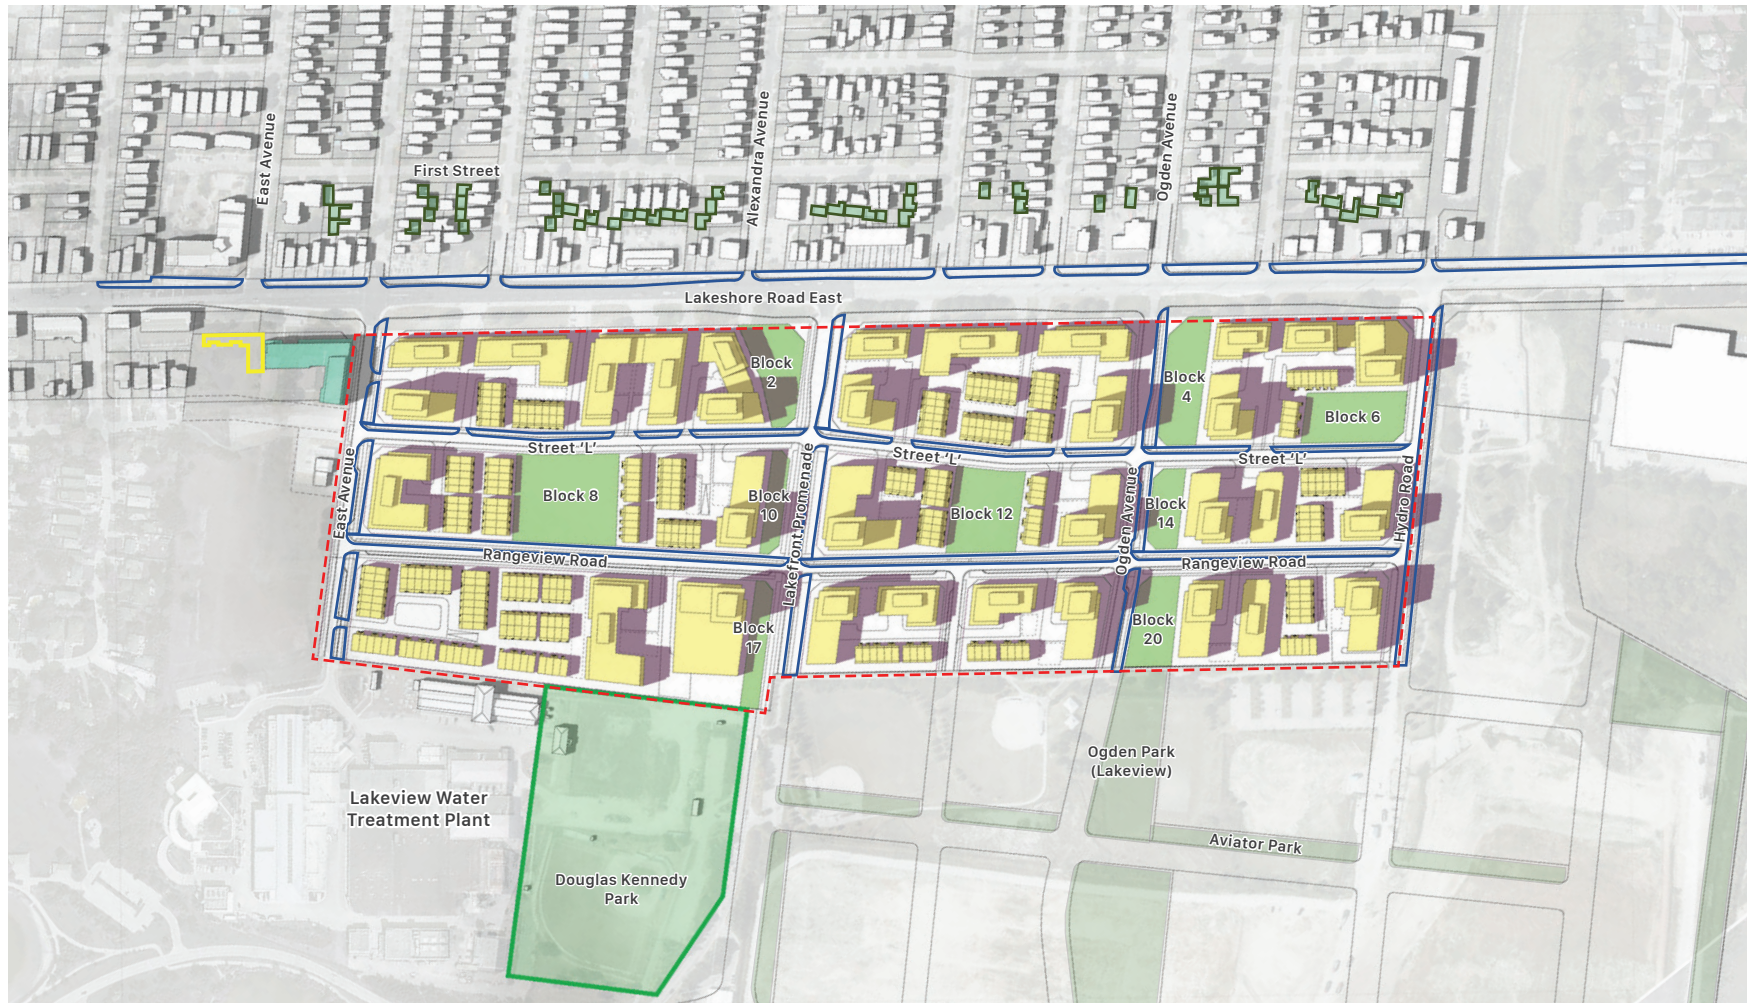 East Avenue
First Street
Alexandra Avenue
Ogden Avenue
Lakeshore Road East
Block
2
Block
4
Block 6
Street ‘L’
Street ‘L’
Street ‘L’
East Avenue
Block 8
Block
10
Lakefront Promenade
Block 12
Ogden Avenue
Block
14
Hydro Road
Rangeview Road
Rangeview Road
Block
17
Block
20
Ogden Park
(Lakeview)
Lakeview Water
Treatment Plant
Aviator Park
Douglas Kennedy
Park